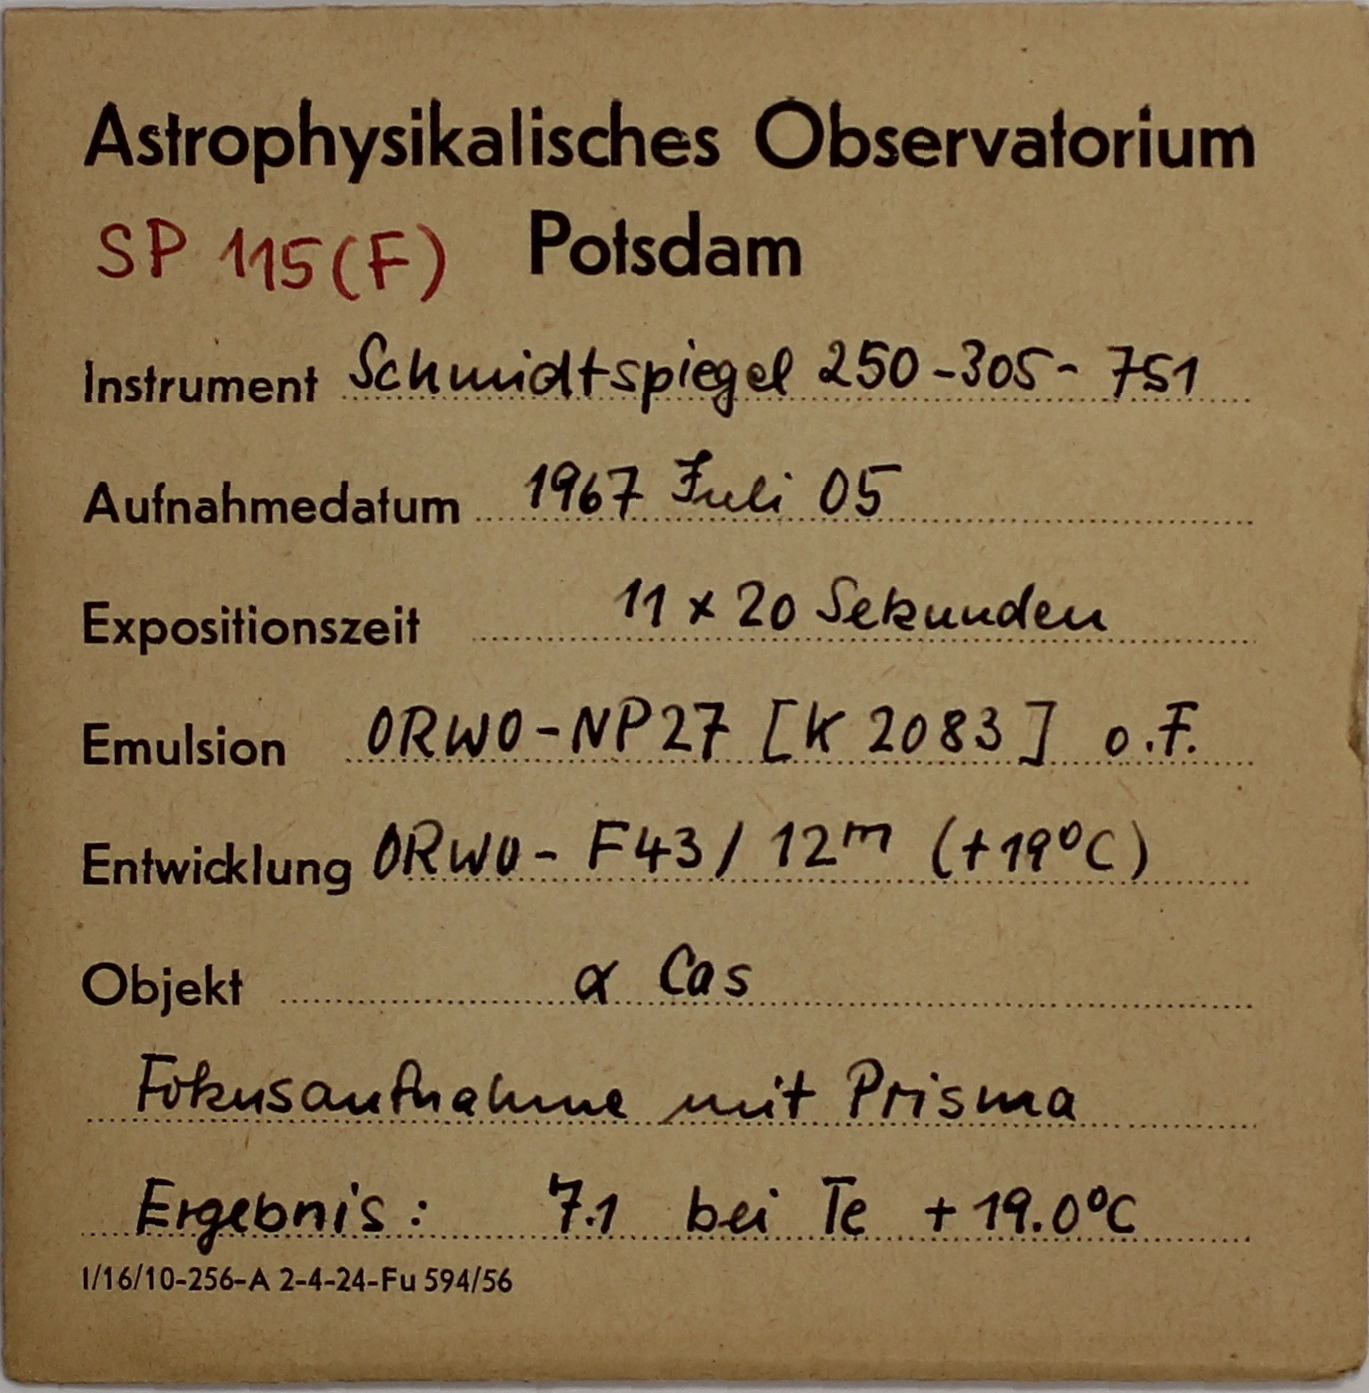 Astrophysikalisches Observatorium
SP 115(F) Potsdam
Instrument Schmidtspiegel 250-305-751
Aufnahmedatum 1967 Juli 05
Expositionszeit 11 x 20 Sekunden
Emulsion ORWO-NP27 [K 2083] o.F.
Entwicklung ORWO- F43/ 12ᵐ (+19°C)
Objekt α Cas
Fokusaufnahme mit Prisma
Ergebnis: 7.1 bei Te +19.0°C
I/16/10-256-A 2-4-24-Fu 594/56